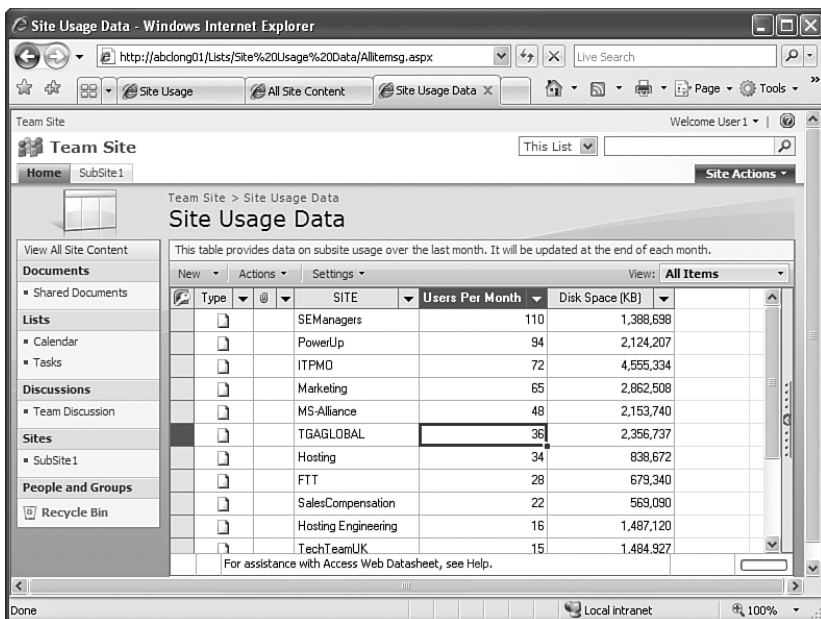 Site Usage Data - Windows Internet Explorer
http://abclong01/Lists/Site%20Usage%20Data/Allitemsg.aspx
Live Search
Site Usage
All Site Content
Site Usage Data X
Page
Tools
Team Site
Welcome User1
Team Site
This List
Home
SubSite1
Site Actions
Team Site > Site Usage Data
Site Usage Data
View All Site Content
Documents
Shared Documents
Lists
Calendar
Tasks
Discussions
Team Discussion
Sites
SubSite1
People and Groups
Recycle Bin
This table provides data on subsite usage over the last month. It will be updated at the end of each month.
New Actions Settings View: All Items
Type SITE Users Per Month Disk Space (KB)
SEManagers 110 1,388,698
PowerUp 94 2,124,207
ITPMO 72 4,555,334
Marketing 65 2,862,508
MS-Alliance 48 2,153,740
TGAGLOBAL 36 2,356,737
Hosting 34 838,672
FTT 28 679,340
SalesCompensation 22 569,090
Hosting Engineering 16 1,487,120
TechTeamUK 15 1,484,927
For assistance with Access Web Datasheet, see Help.
Done
Local intranet
100%